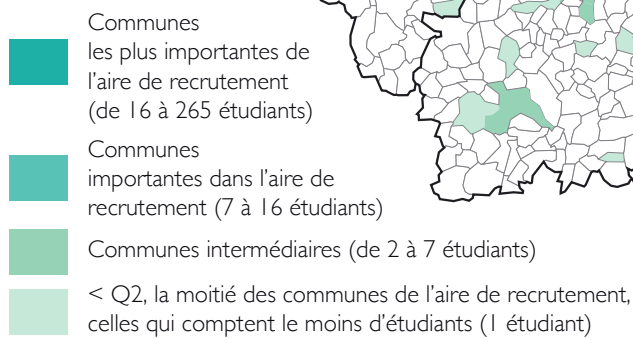 Communes
les plus importantes de
l'aire de recrutement
(de 16 à 265 étudiants)
Communes
importantes dans l'aire de
recrutement (7 à 16 étudiants)
Communes intermédiaires (de 2 à 7 étudiants)
< Q2, la moitié des communes de l'aire de recrutement,
celles qui comptent le moins d'étudiants (1 étudiant)